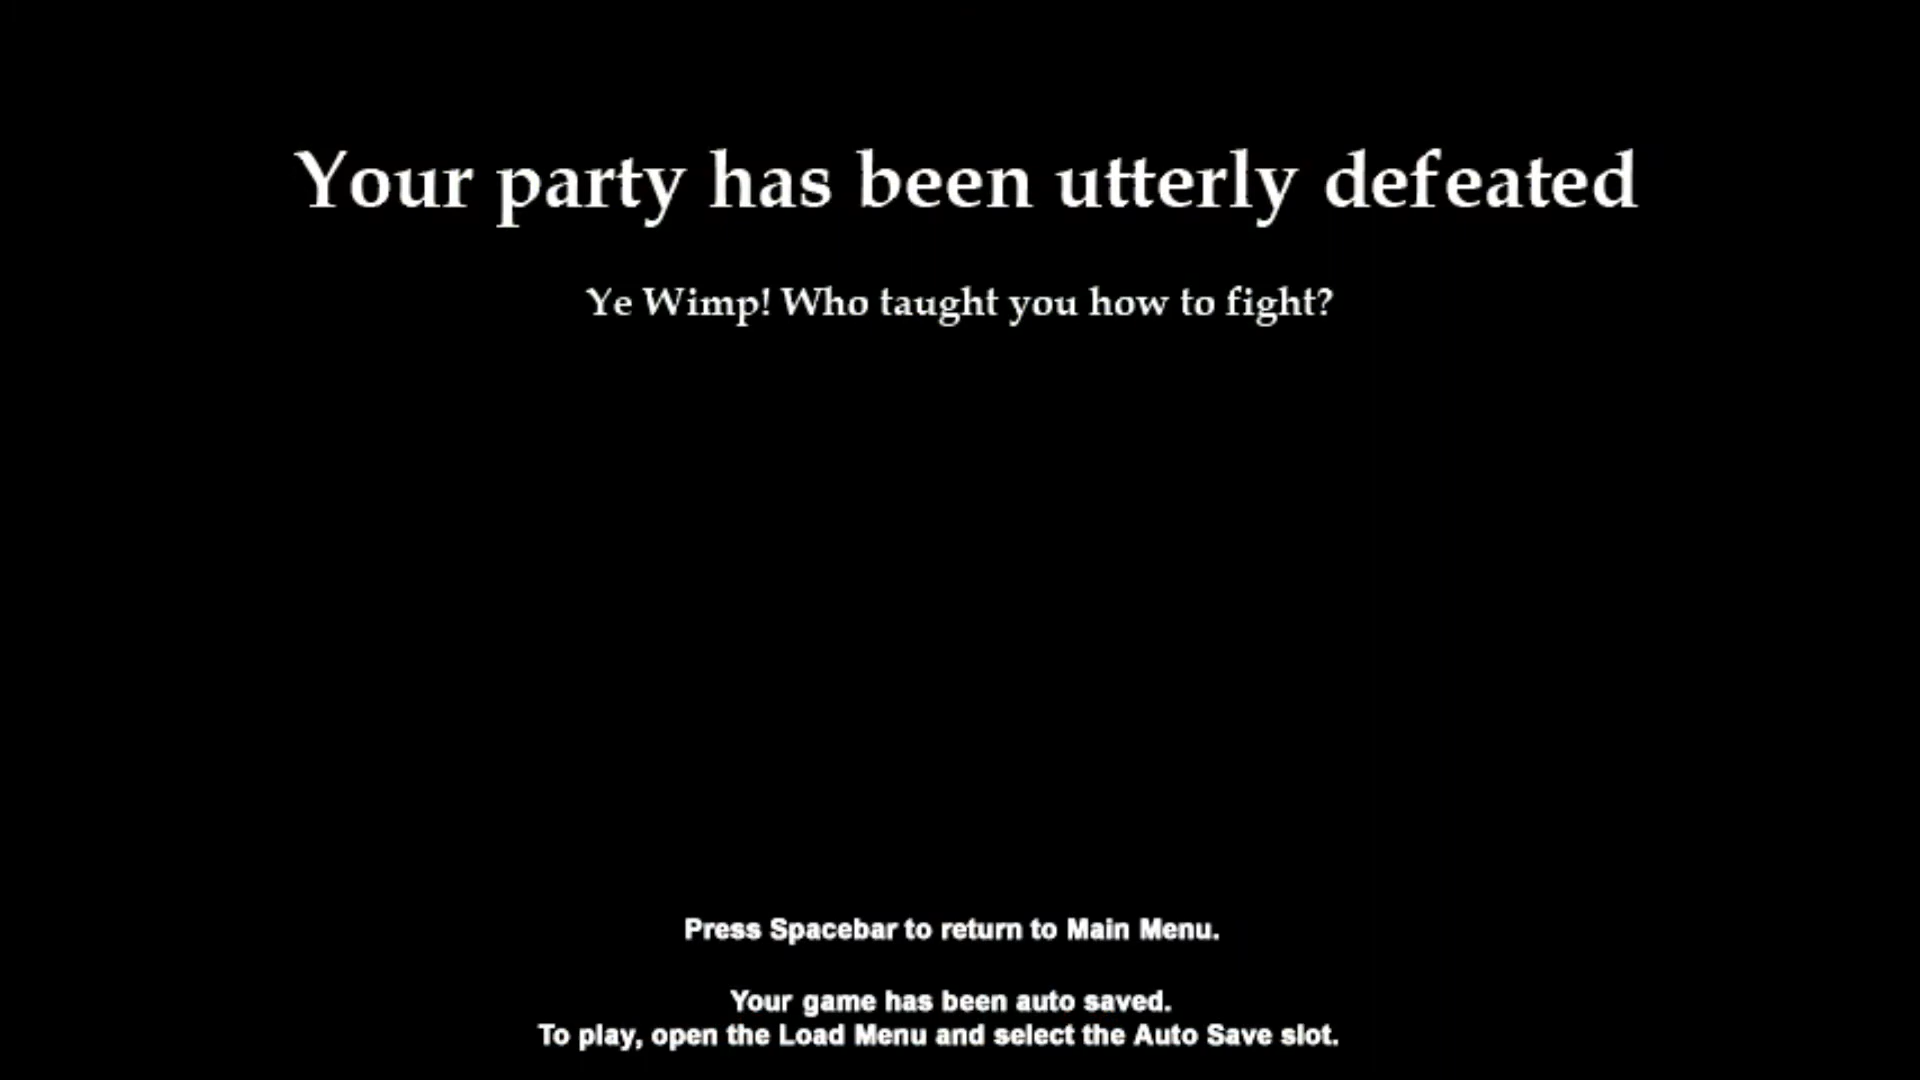 Your party has been utterly defeated
Ye Wimp! Who taught you how to fight?
Press Spacebar to return to Main Menu.
Your game has been auto saved.
To play, open the Load Menu and select the Auto Save slot.